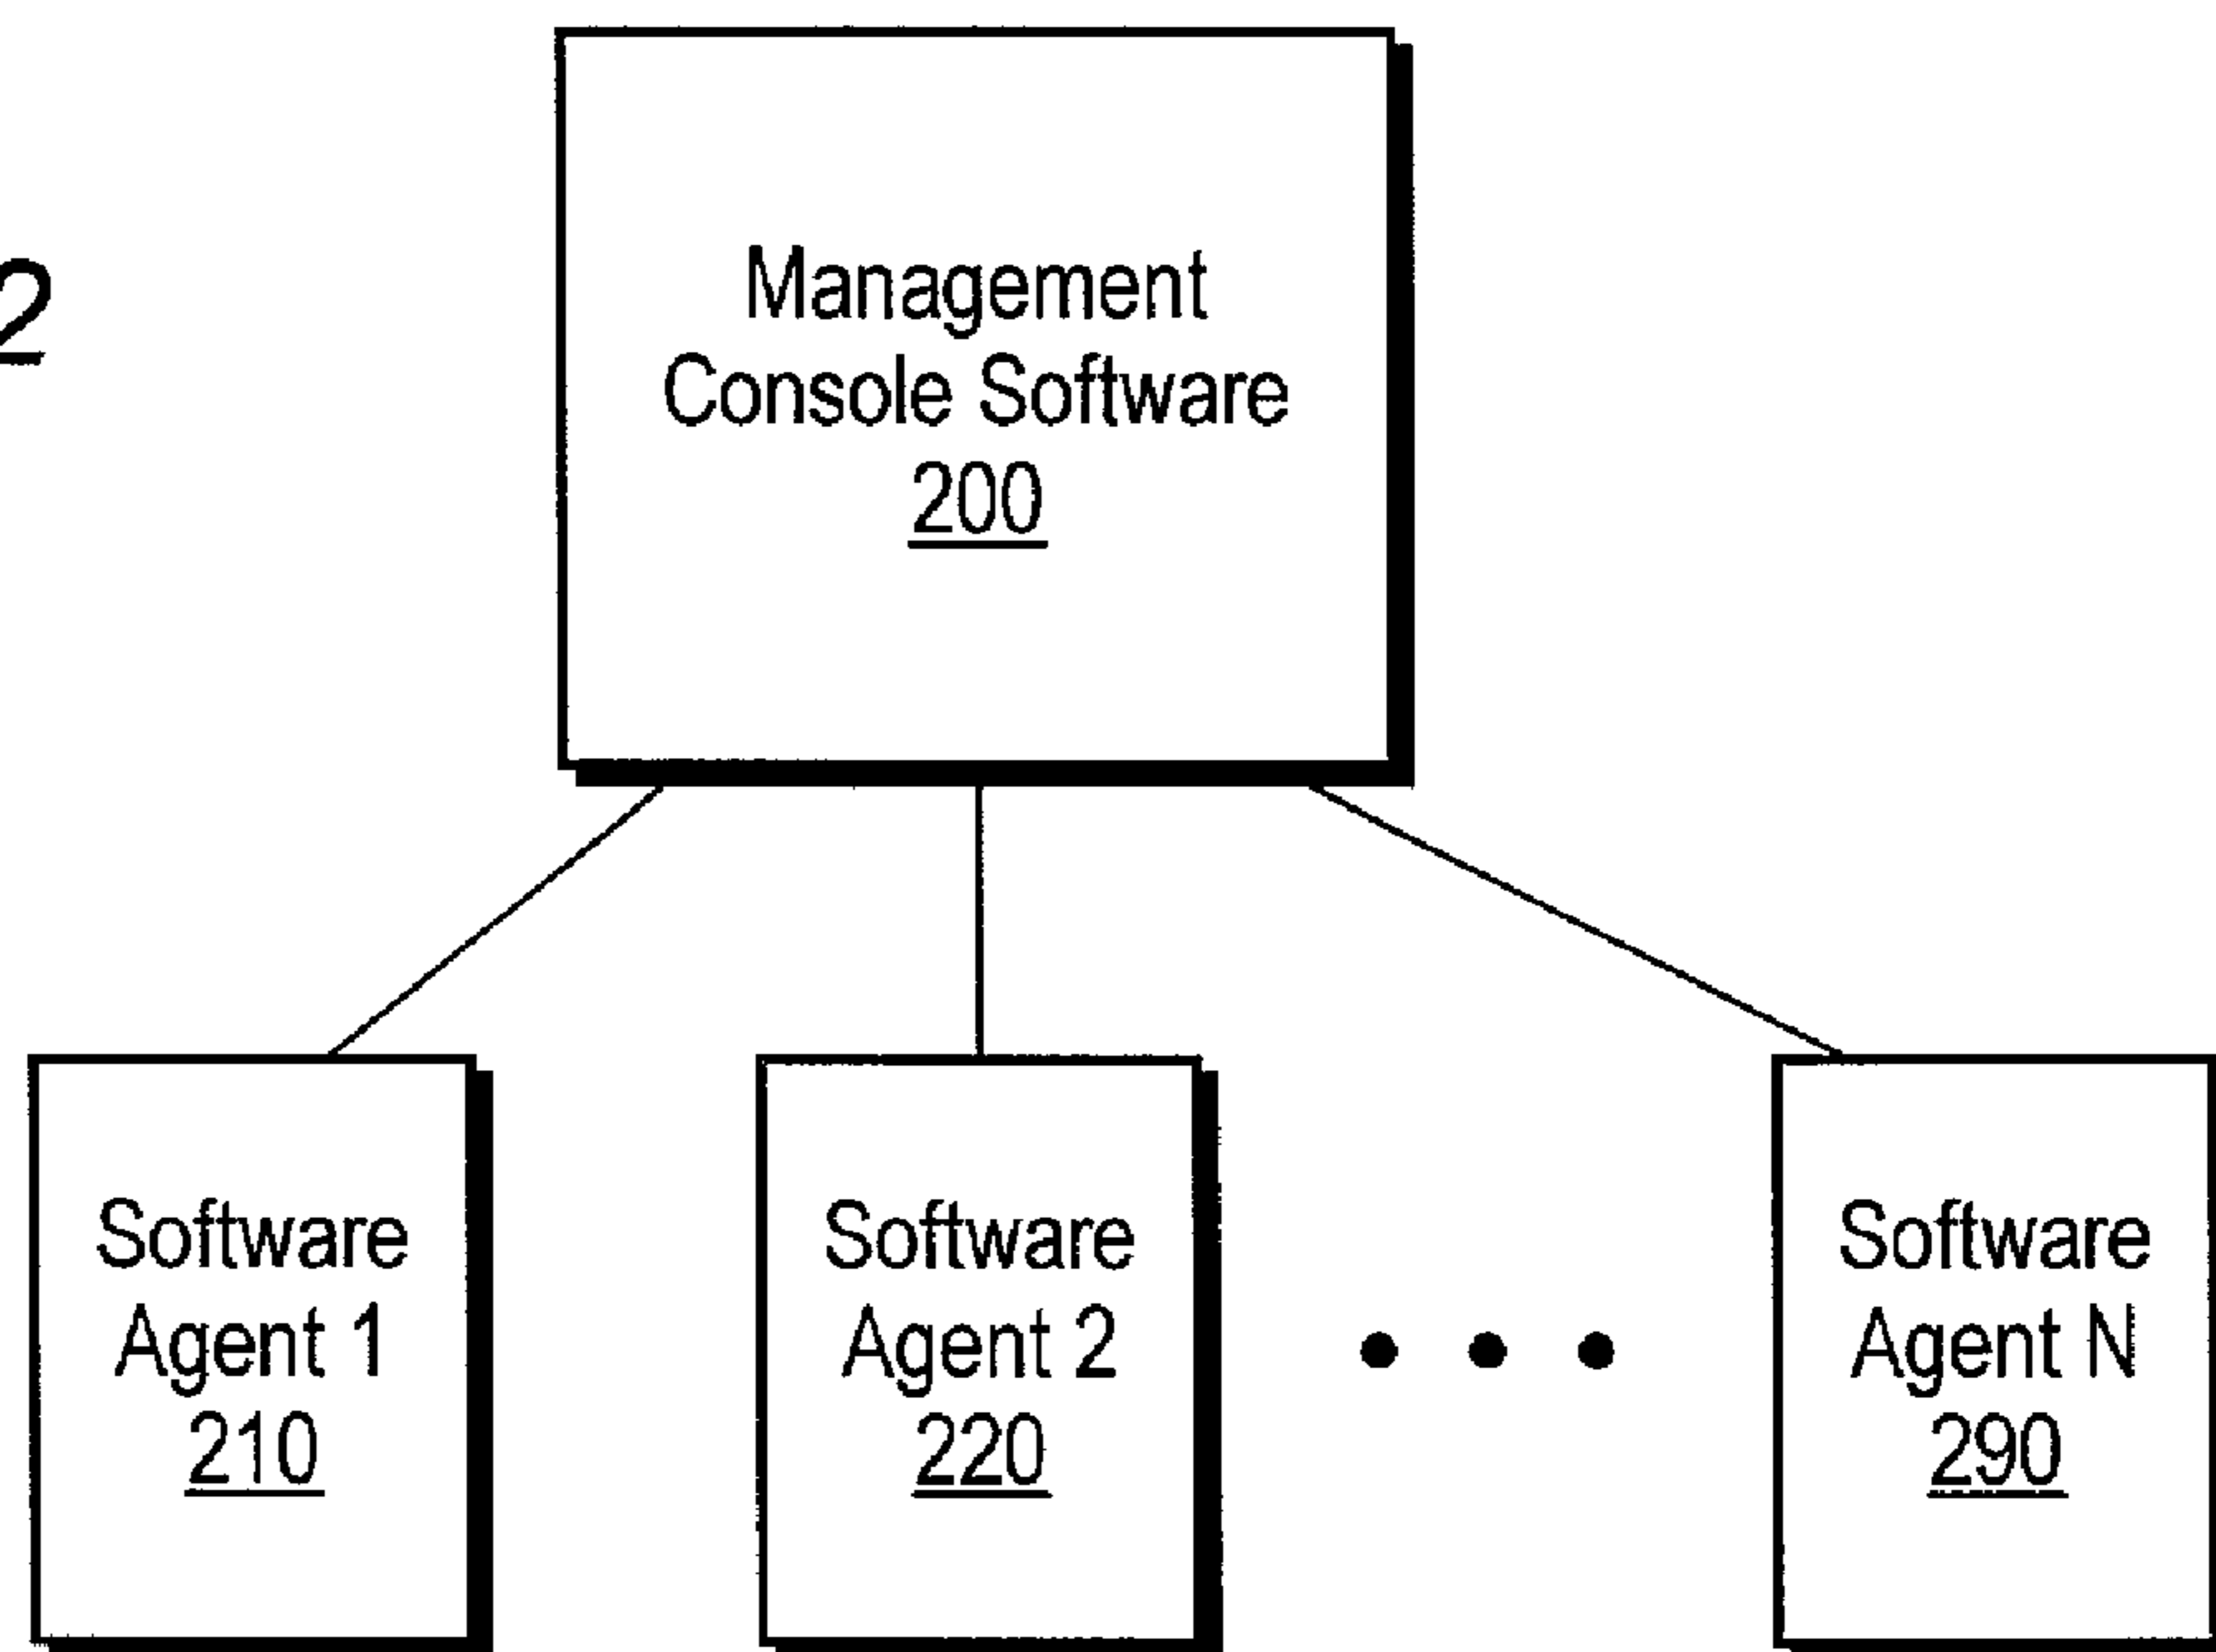 2
Management
Console Software
200
Software
Agent 1
210
Software
Agent 2
220
Software
Agent N
290